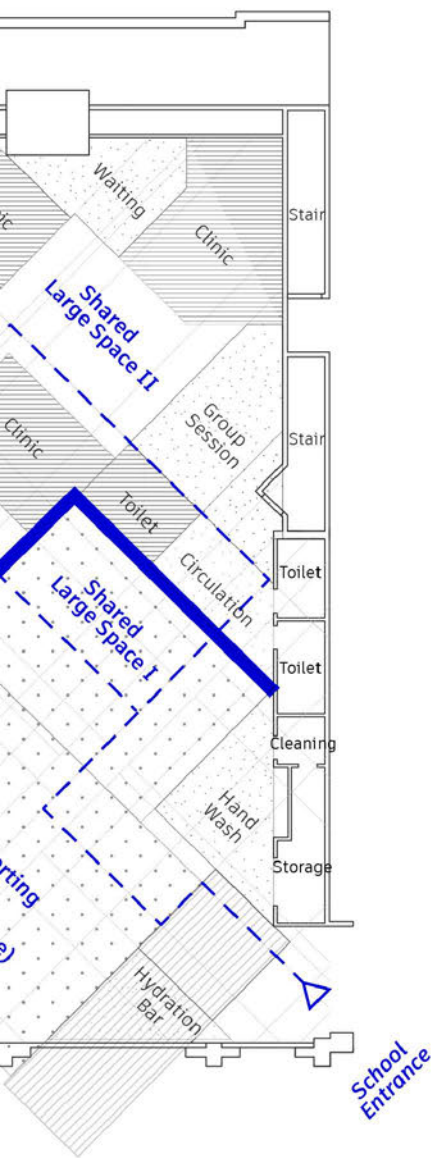 Waiting
Stair
Clinic
Shared
Large Space II
Group
Session
Stair
Clinic
Toilet
Circulation
Toilet
Shared
Large Space I
Toilet
Cleaning
Hand
Wash
Storage
Hydration
Bar
School
Entrance